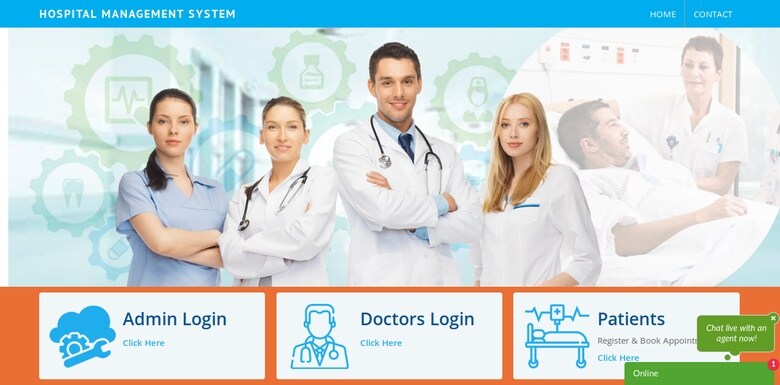 HOSPITAL MANAGEMENT SYSTEM
HOME
CONTACT
Admin Login
Click Here
Doctors Login
Click Here
Patients
Register & Book
Click Here
Chat live with an
agent now!
Online
1